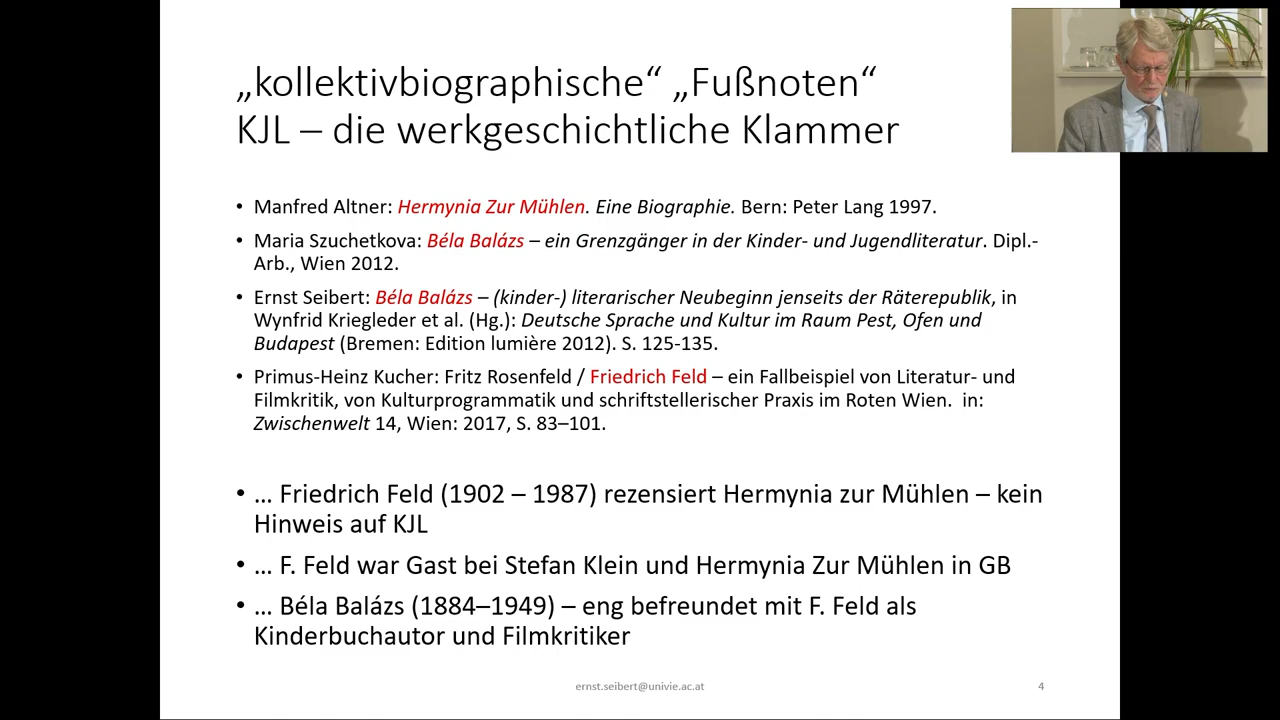 „kollektivbiographische“ „Fußnoten“
KJL – die werkgeschichtliche Klammer
• Manfred Altner: Hermynia Zur Mühlen. Eine Biographie. Bern: Peter Lang 1997.
• Maria Szuchetkova: Béla Balázs – ein Grenzgänger in der Kinder- und Jugendliteratur. Dipl.-
Arb., Wien 2012.
• Ernst Seibert: Béla Balázs – (kinder-) literarischer Neubeginn jenseits der Räterepublik, in
Wynfrid Kriegleder et al. (Hg.): Deutsche Sprache und Kultur im Raum Pest, Ofen und
Budapest (Bremen: Edition lumière 2012). S. 125-135.
• Primus-Heinz Kucher: Fritz Rosenfeld / Friedrich Feld – ein Fallbeispiel von Literatur- und
Filmkritik, von Kulturprogrammatik und schriftstellerischer Praxis im Roten Wien. in:
Zwischenwelt 14, Wien: 2017, S. 83–101.
• … Friedrich Feld (1902 – 1987) rezensiert Hermynia zur Mühlen – kein
Hinweis auf KJL
• … F. Feld war Gast bei Stefan Klein und Hermynia Zur Mühlen in GB
• … Béla Balázs (1884–1949) – eng befreundet mit F. Feld als
Kinderbuchautor und Filmkritiker
ernst.seibert@univie.ac.at
4